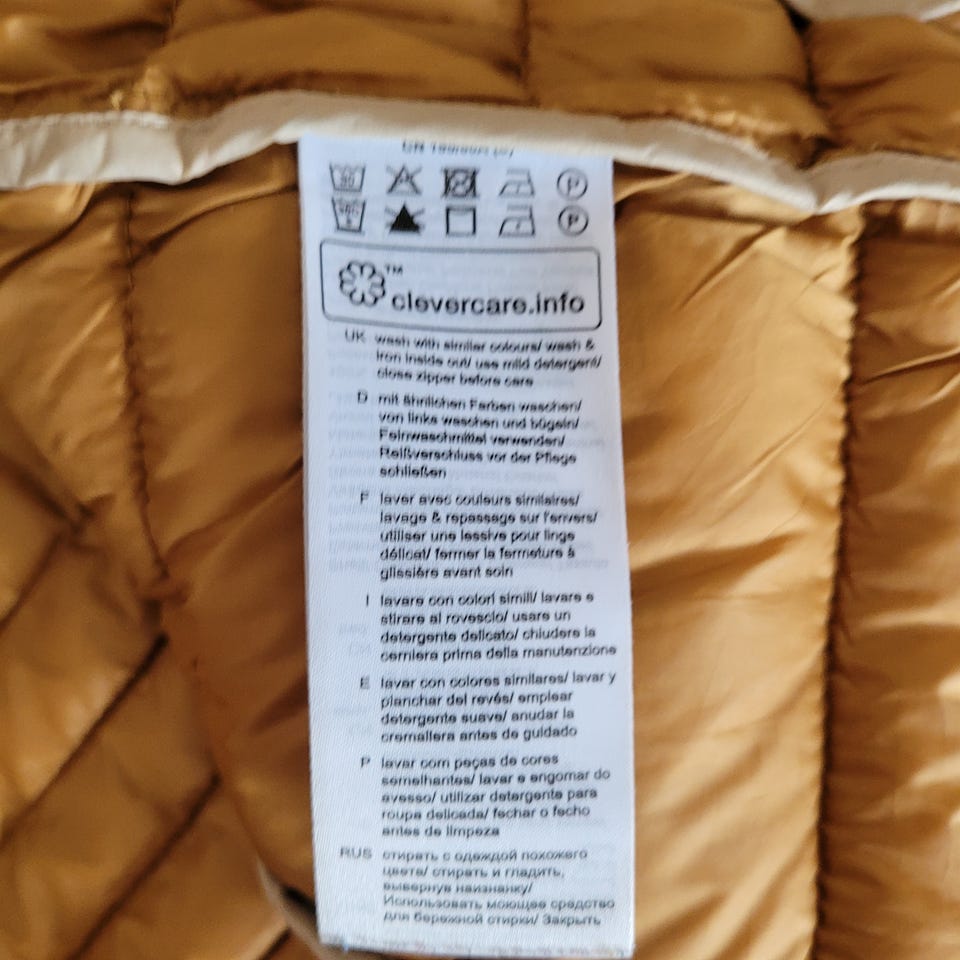 ™
clevercare.info
UK wash with similar colours/ wash &
iron inside out/ use mild detergent/
close zipper before care
D mit ähnlichen Farben waschen/
von links waschen und bügeln/
Feinwaschmittel verwenden/
Reißverschluss vor der Pflege
schließen
F laver avec couleurs similaires/
lavage & repassage sur l'envers/
utiliser une lessive pour linge
délicat/ fermer la fermeture à
glissière avant soin
I lavare con colori simili/ lavare e
stirare al rovescio/ usare un
detergente delicato/ chiudere la
cerniera prima della manutenzione
E lavar con colores similares/ lavar y
planchar del revés/ emplear
detergente suave/ anudar la
cremallera antes de guidado
P lavar com peças de cores
semelhantes/ lavar e engomar do
avesso/ utilizar detergente para
roupa delicada/ fechar o fecho
antes de limpeza
RUS стирать с одеждой похожего
цвета/ стирать и гладить,
вывернув наизнанку/
Использовать моющее средство
для бережной стирки/ Закрыть